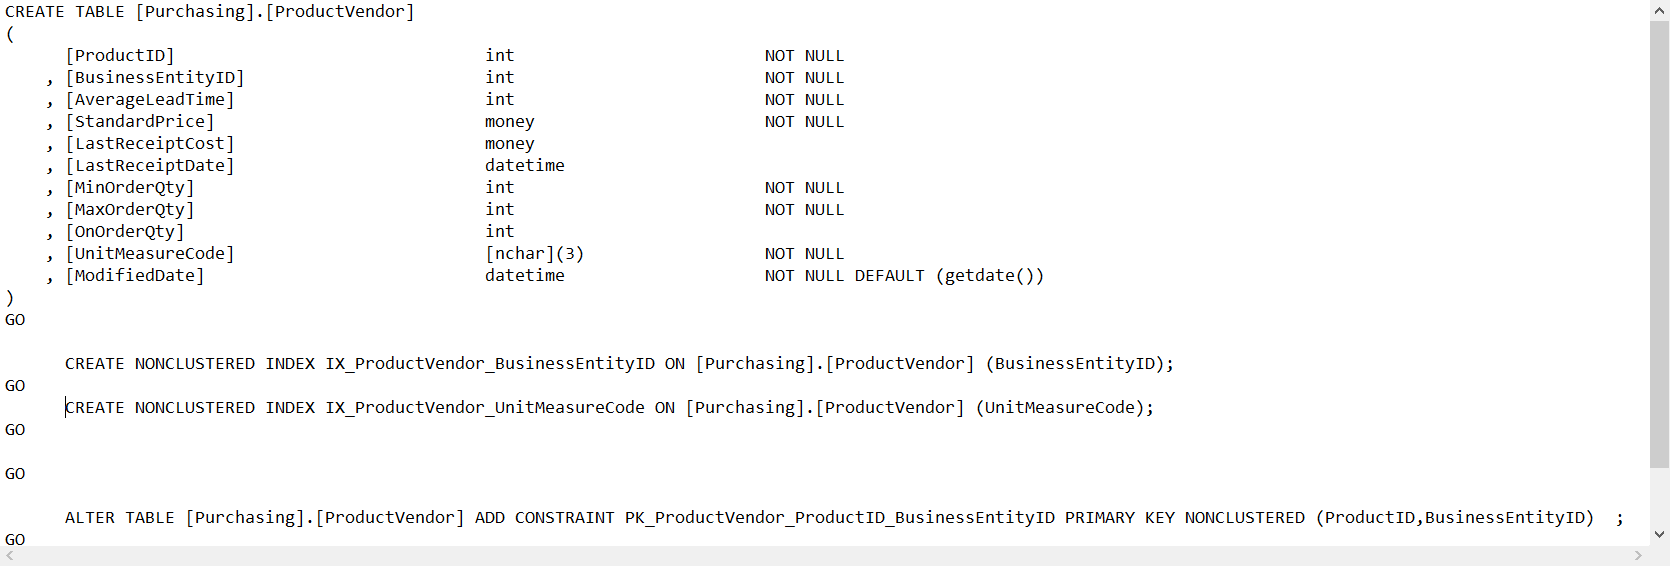 CREATE TABLE [Purchasing].[ProductVendor]
(
[ProductID] int NOT NULL
, [BusinessEntityID] int NOT NULL
, [AverageLeadTime] int NOT NULL
, [StandardPrice] money NOT NULL
, [LastReceiptCost] money
, [LastReceiptDate] datetime
, [MinOrderQty] int NOT NULL
, [MaxOrderQty] int NOT NULL
, [OnOrderQty] int
, [UnitMeasureCode] [nchar](3) NOT NULL
, [ModifiedDate] datetime NOT NULL DEFAULT (getdate())
)
GO
CREATE NONCLUSTERED INDEX IX_ProductVendor_BusinessEntityID ON [Purchasing].[ProductVendor] (BusinessEntityID);
GO
CREATE NONCLUSTERED INDEX IX_ProductVendor_UnitMeasureCode ON [Purchasing].[ProductVendor] (UnitMeasureCode);
GO
GO
ALTER TABLE [Purchasing].[ProductVendor] ADD CONSTRAINT PK_ProductVendor_ProductID_BusinessEntityID PRIMARY KEY NONCLUSTERED (ProductID,BusinessEntityID) ;
GO